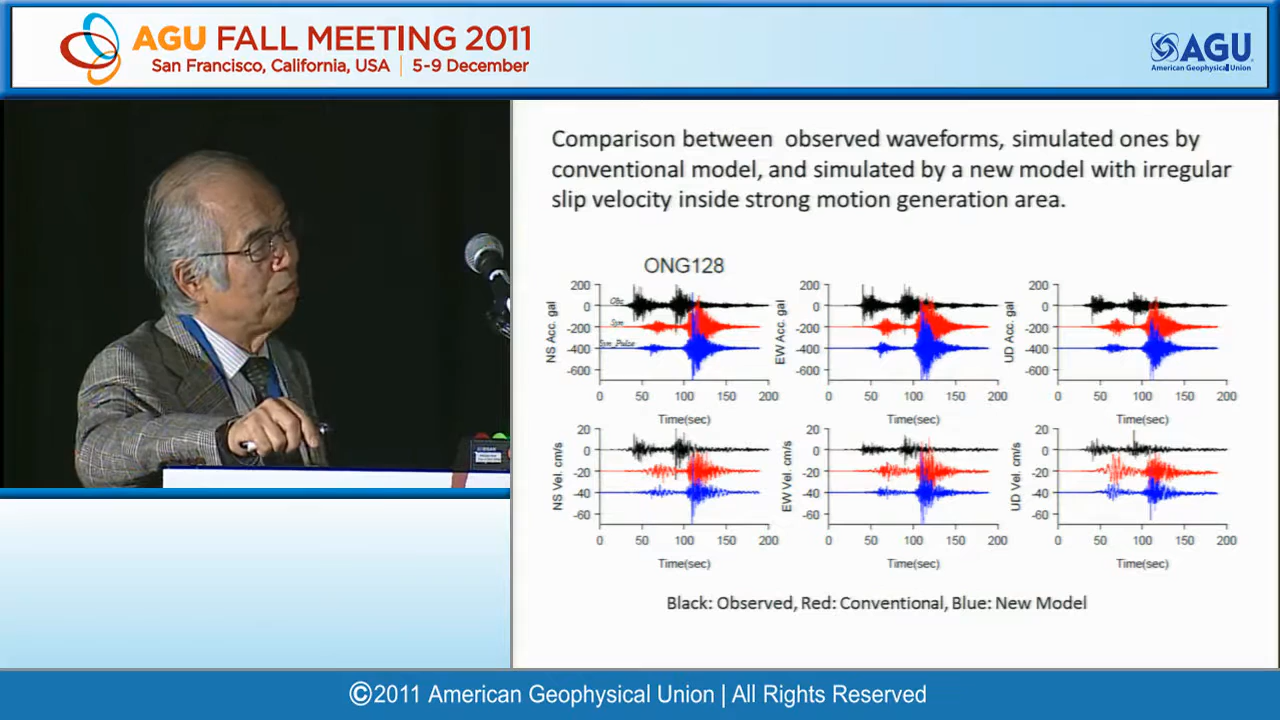 AGU FALL MEETING 2011
San Francisco, California, USA | 5-9 December
AGU
American Geophysical Union
Comparison between observed waveforms, simulated ones by
conventional model, and simulated by a new model with irregular
slip velocity inside strong motion generation area.
ONG128
NS Acc. gal
200
0
-200
-400
-600
Obs
Syn
Syn_Pulse
0 50 100 150 200
Time(sec)
EW Acc. gal
200
0
-200
-400
-600
0 50 100 150 200
Time(sec)
UD Acc. gal
200
0
-200
-400
-600
0 50 100 150 200
Time(sec)
NS Vel. cm/s
20
0
-20
-40
-60
0 50 100 150 200
Time(sec)
EW Vel. cm/s
20
0
-20
-40
-60
0 50 100 150 200
Time(sec)
UD Vel. cm/s
20
0
-20
-40
-60
0 50 100 150 200
Time(sec)
Black: Observed, Red: Conventional, Blue: New Model
©2011 American Geophysical Union | All Rights Reserved